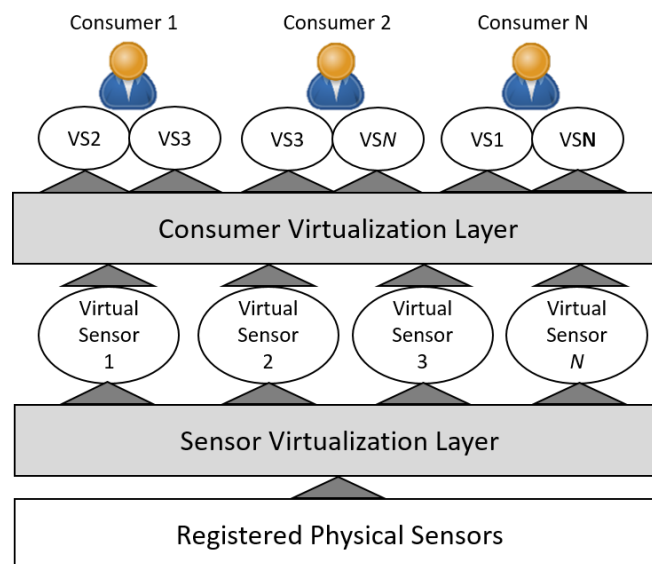 Consumer 1
Consumer 2
Consumer N
VS2
VS3
VS3
VSN
VS1
VSN
Consumer Virtualization Layer
Virtual
Sensor
1
Virtual
Sensor
2
Virtual
Sensor
3
Virtual
Sensor
N
Sensor Virtualization Layer
Registered Physical Sensors